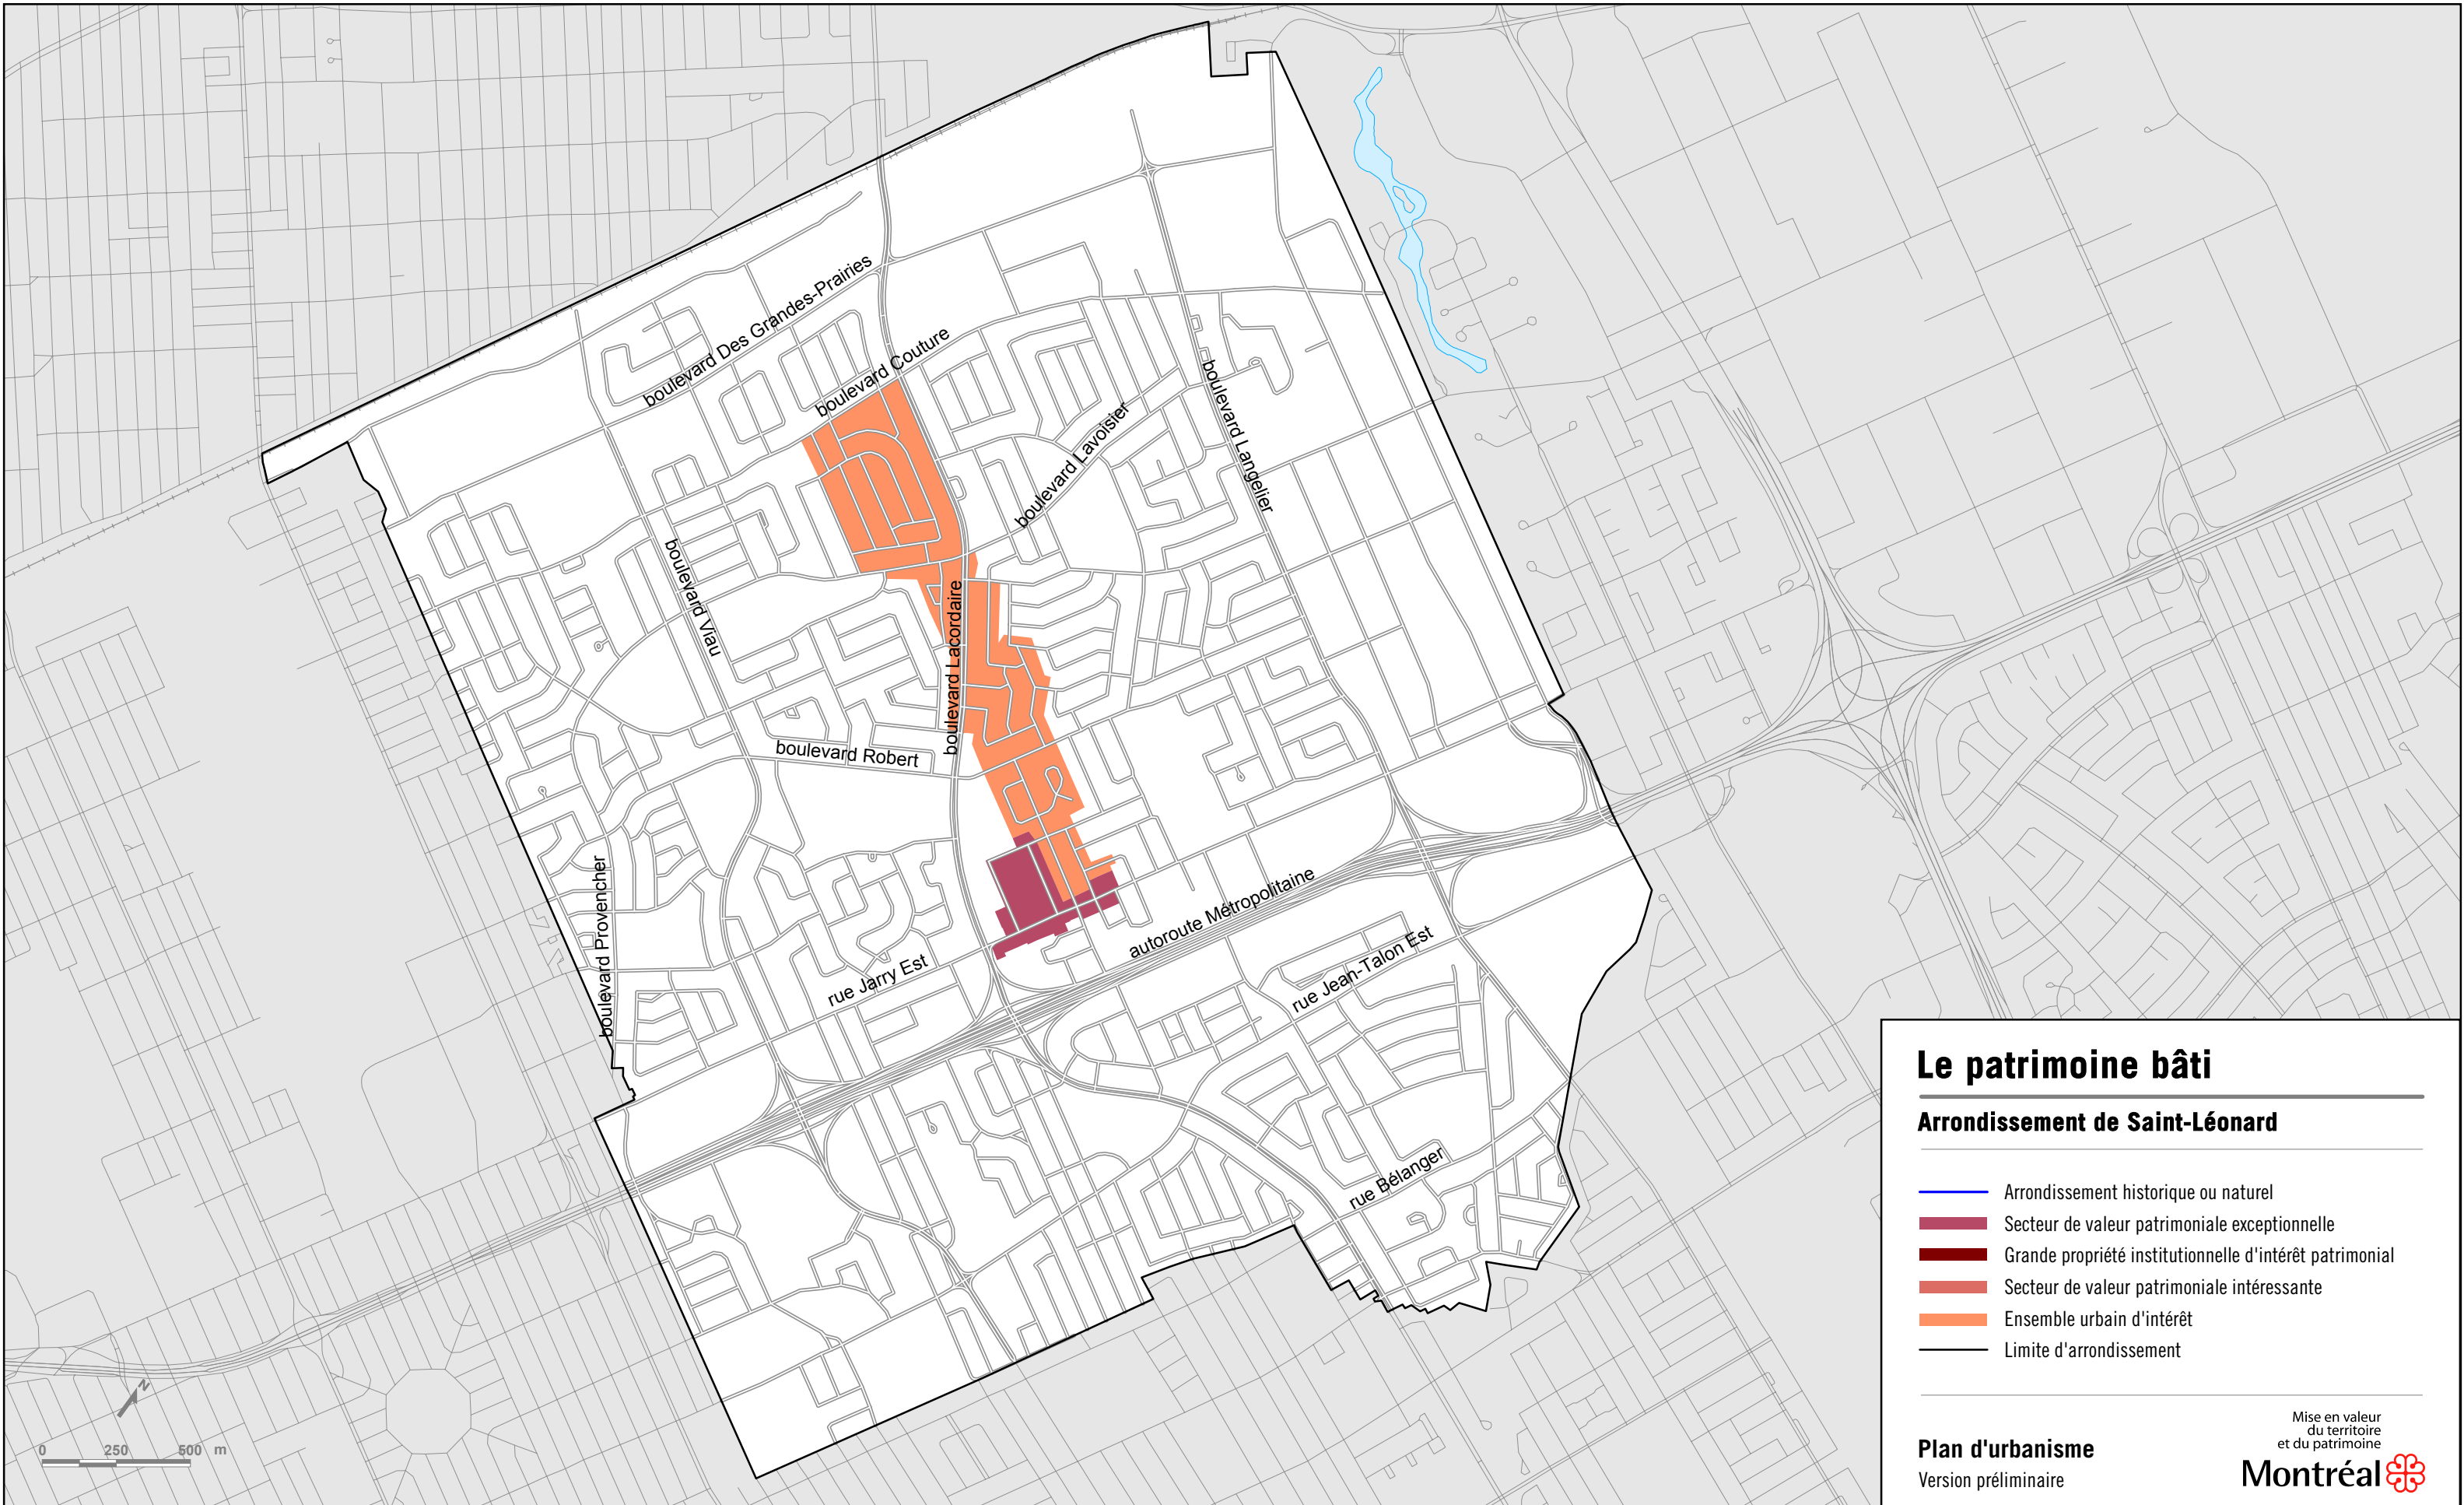 boulevard Des Grandes-Prairies
boulevard Couture
boulevard Lavoisier
boulevard Langelier
boulevard Viau
boulevard Lacordaire
boulevard Robert
boulevard Provencher
autoroute Métropolitaine
rue Jarry Est
rue Jean-Talon Est
rue Bélanger
N
0 250 500 m
Le patrimoine bâti
Arrondissement de Saint-Léonard
Arrondissement historique ou naturel
Secteur de valeur patrimoniale exceptionnelle
Grande propriété institutionnelle d'intérêt patrimonial
Secteur de valeur patrimoniale intéressante
Ensemble urbain d'intérêt
Limite d'arrondissement
Plan d'urbanisme
Version préliminaire
Mise en valeur
du territoire
et du patrimoine
Montréal